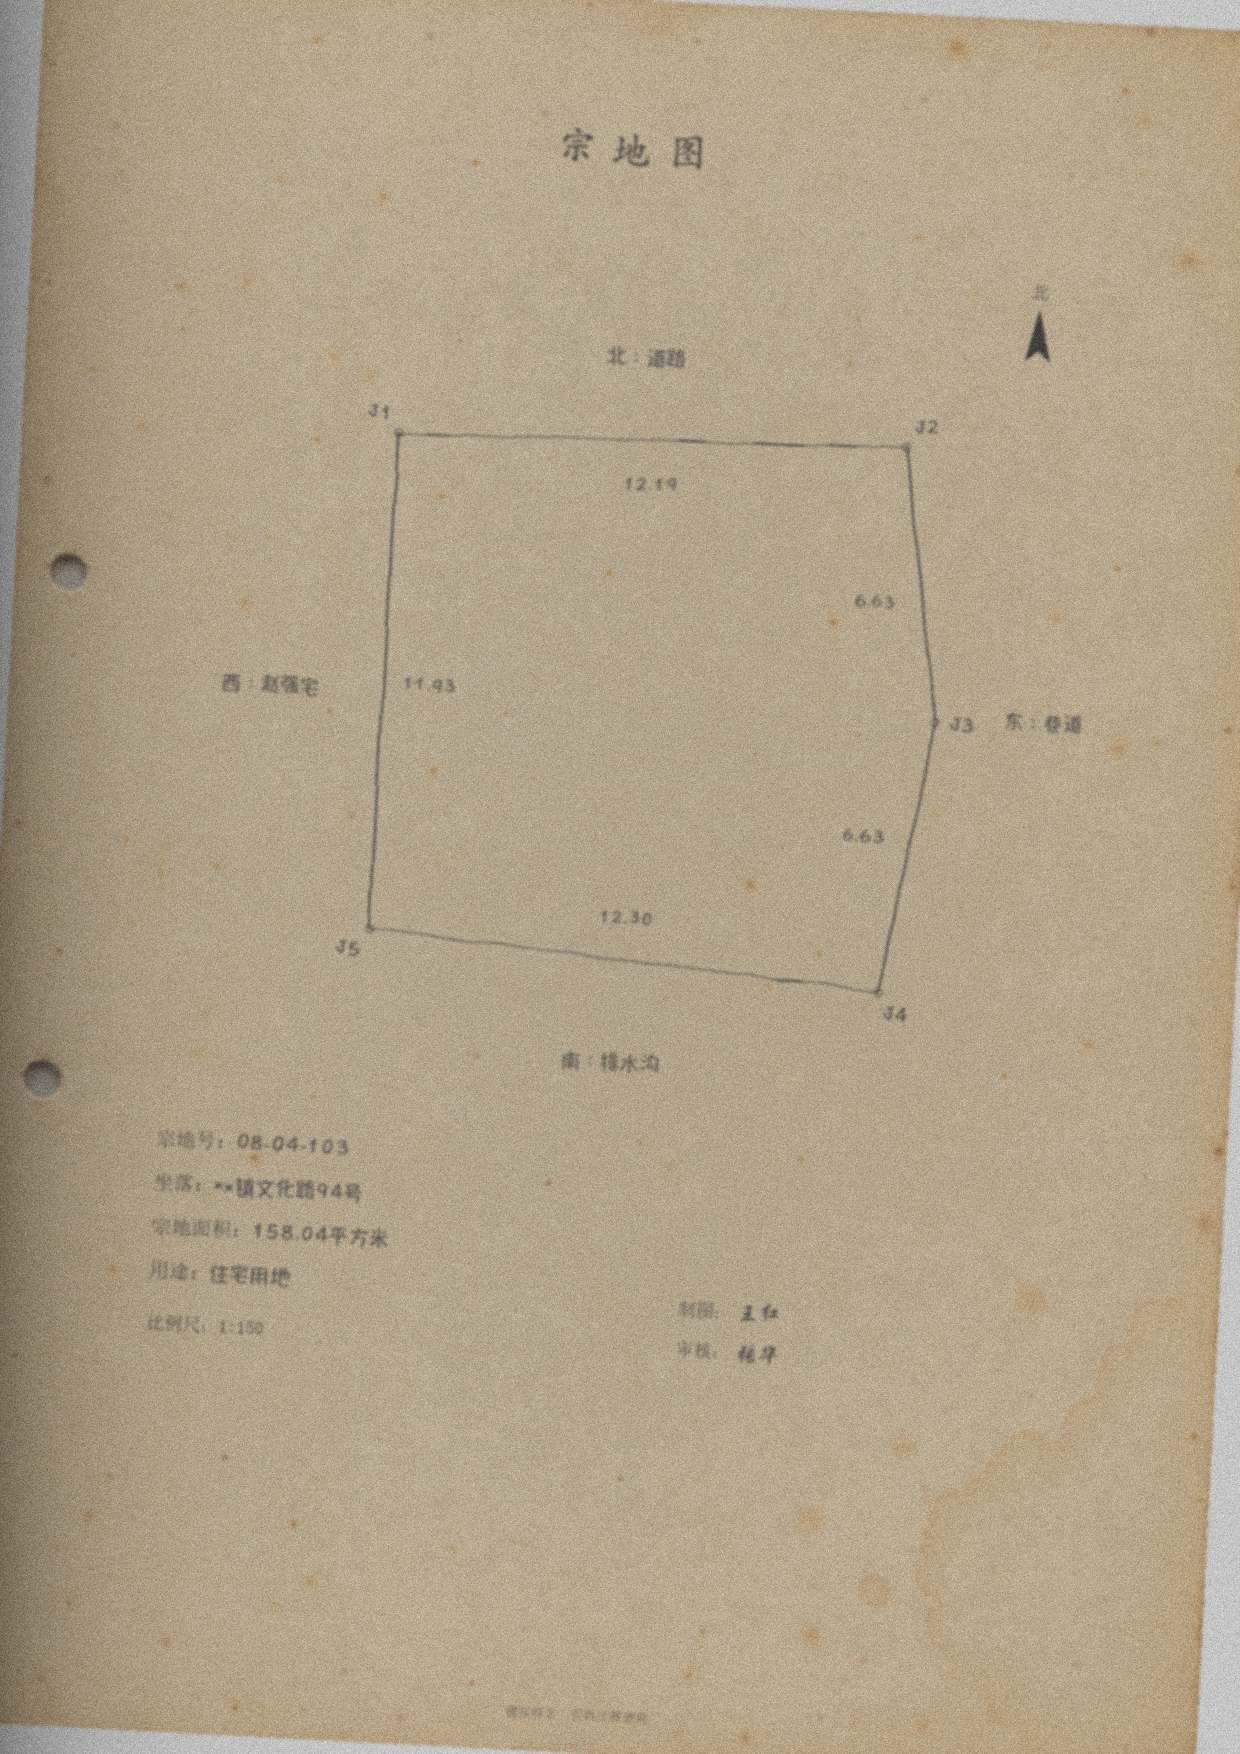 宗地图
北
北：道路
J1
J2
12.19
6.63
西：赵强宅
11.93
J3
东：巷道
6.63
12.30
J5
J4
南：排水沟
宗地号：08-04-103
坐落：**镇文化路94号
宗地面积：158.04平方米
用途：住宅用地
比例尺：1:150
制图：王红
审核：张华